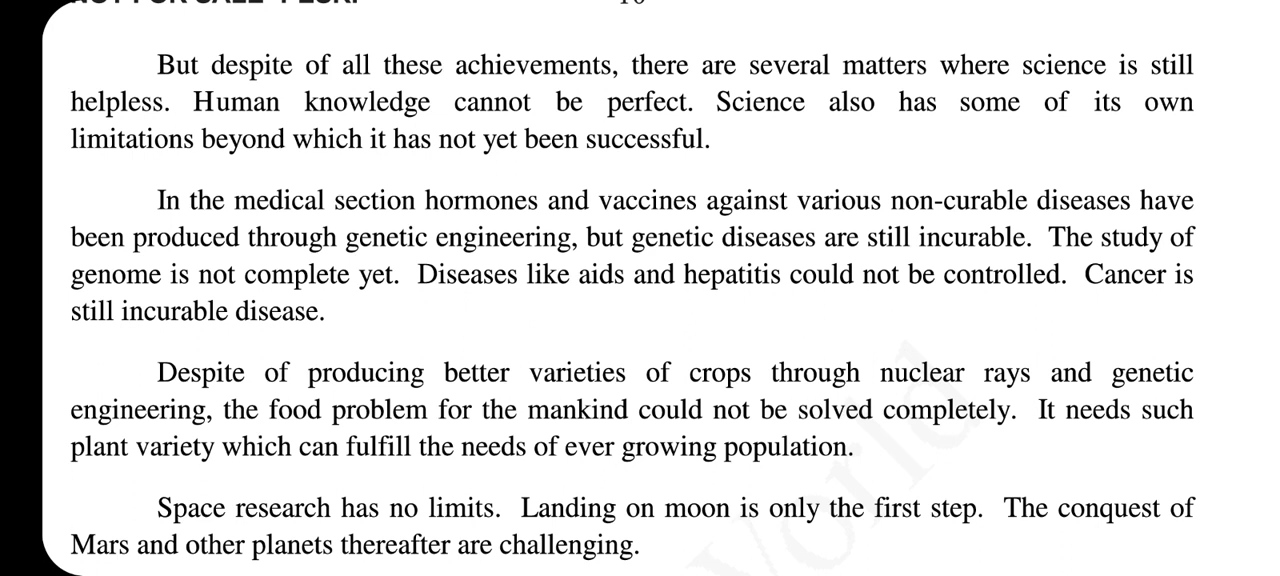 But despite of all these achievements, there are several matters where science is still
helpless. Human knowledge cannot be perfect. Science also has some of its own
limitations beyond which it has not yet been successful.
In the medical section hormones and vaccines against various non-curable diseases have
been produced through genetic engineering, but genetic diseases are still incurable. The study of
genome is not complete yet. Diseases like aids and hepatitis could not be controlled. Cancer is
still incurable disease.
Despite of producing better varieties of crops through nuclear rays and genetic
engineering, the food problem for the mankind could not be solved completely. It needs such
plant variety which can fulfill the needs of ever growing population.
Space research has no limits. Landing on moon is only the first step. The conquest of
Mars and other planets thereafter are challenging.
World